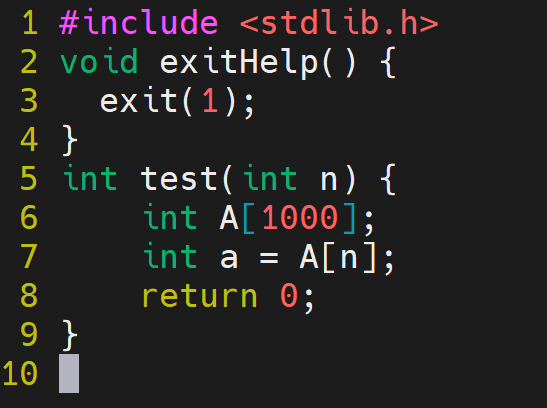 1 #include <stdlib.h>
2 void exitHelp() {
3   exit(1);
4 }
5 int test(int n) {
6     int A[1000];
7     int a = A[n];
8     return 0;
9 }
10